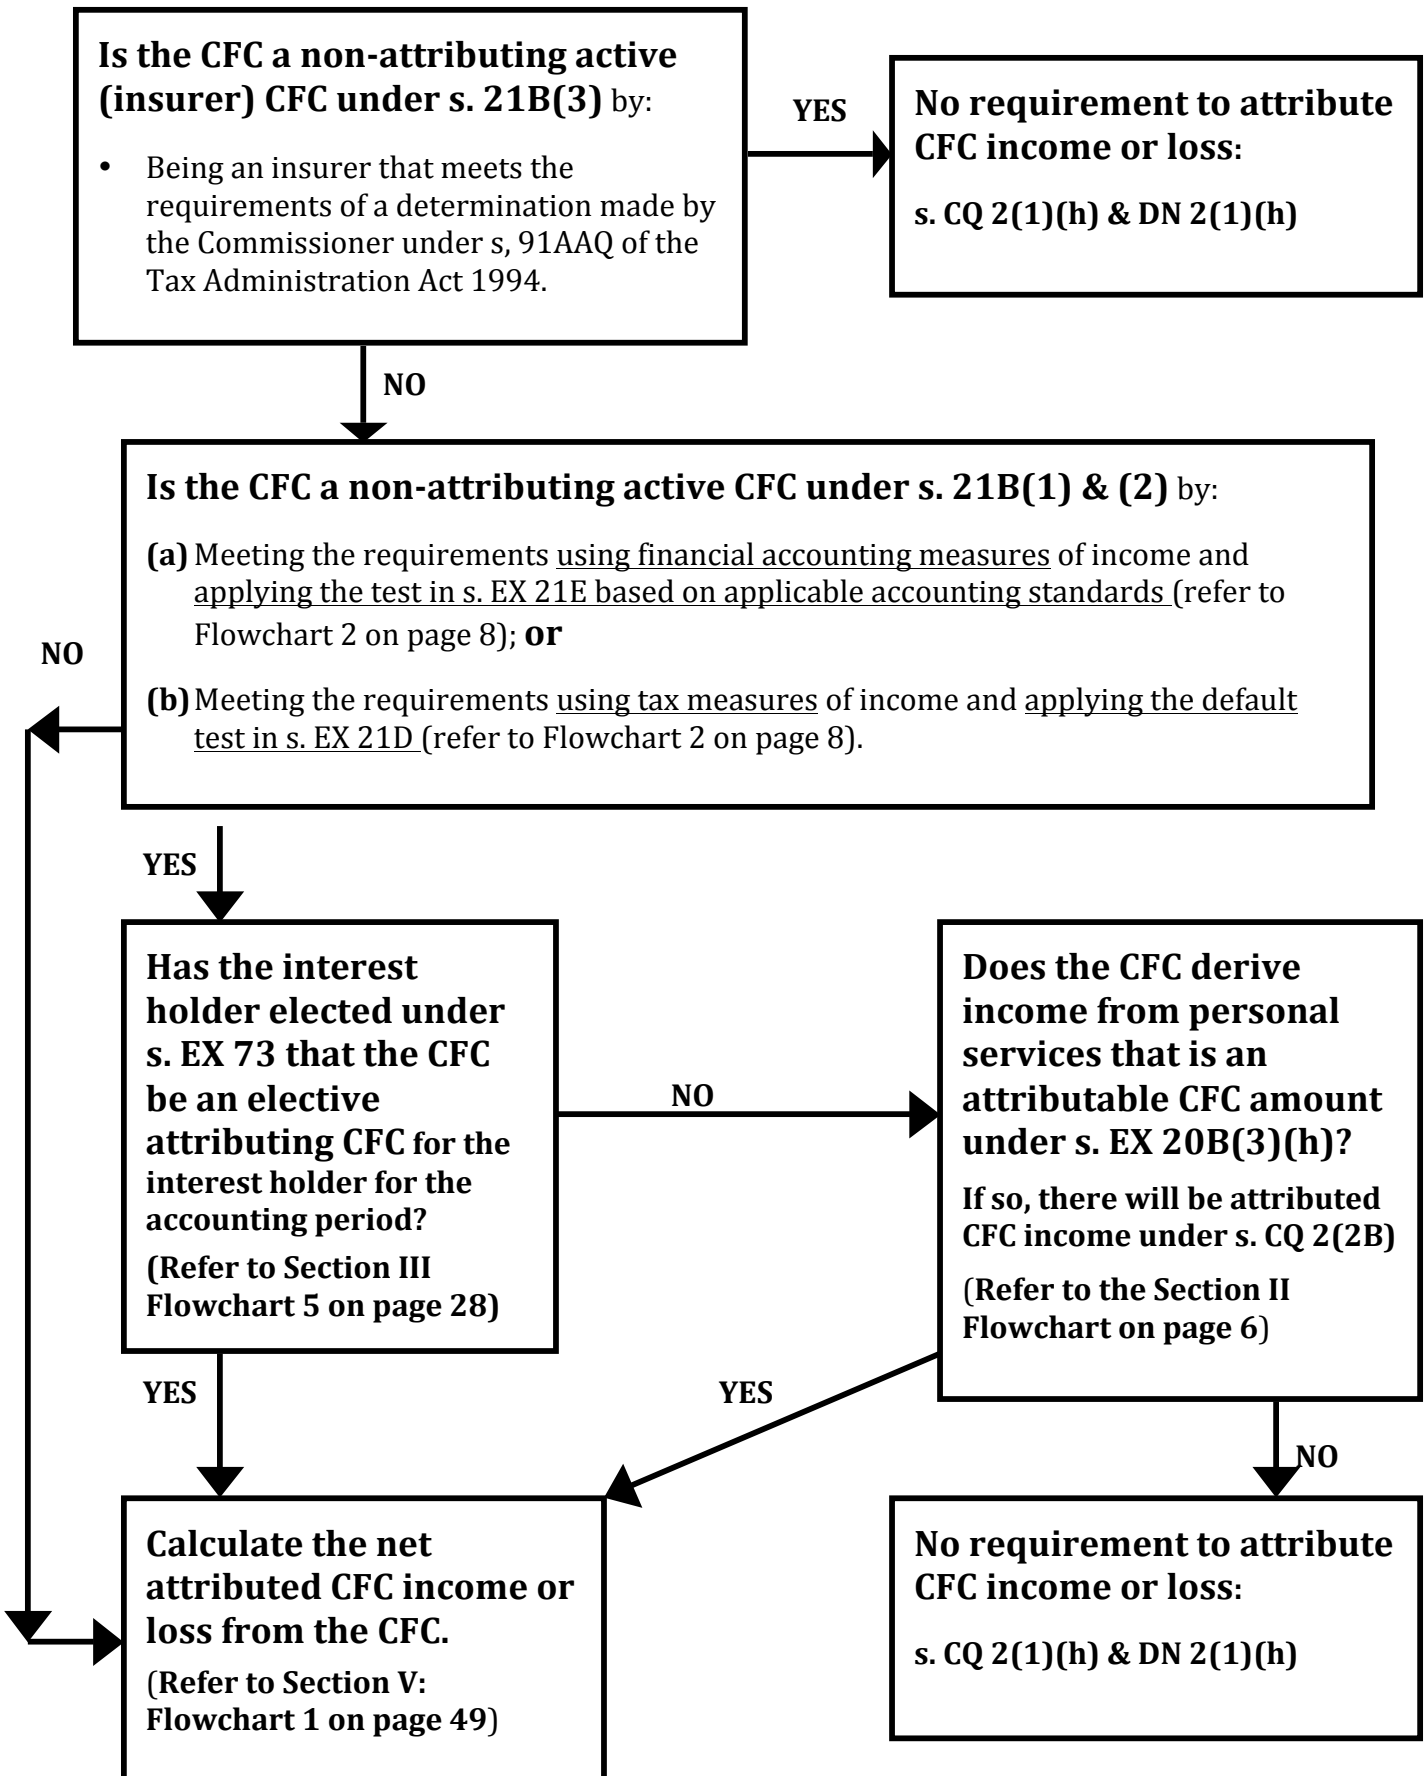 Is the CFC a non-attributing active
(insurer) CFC under s. 21B(3) by:
• Being an insurer that meets the
requirements of a determination made by
the Commissioner under s, 91AAQ of the
Tax Administration Act 1994.
YES
No requirement to attribute
CFC income or loss:
s. CQ 2(1)(h) & DN 2(1)(h)
NO
Is the CFC a non-attributing active CFC under s. 21B(1) & (2) by:
(a) Meeting the requirements using financial accounting measures of income and
applying the test in s. EX 21E based on applicable accounting standards (refer to
Flowchart 2 on page 8); or
(b) Meeting the requirements using tax measures of income and applying the default
test in s. EX 21D (refer to Flowchart 2 on page 8).
NO
YES
Has the interest
holder elected under
s. EX 73 that the CFC
be an elective
attributing CFC for the
interest holder for the
accounting period?
(Refer to Section III
Flowchart 5 on page 28)
NO
Does the CFC derive
income from personal
services that is an
attributable CFC amount
under s. EX 20B(3)(h)?
If so, there will be attributed
CFC income under s. CQ 2(2B)
(Refer to the Section II
Flowchart on page 6)
YES
YES
NO
Calculate the net
attributed CFC income or
loss from the CFC.
(Refer to Section V:
Flowchart 1 on page 49)
No requirement to attribute
CFC income or loss:
s. CQ 2(1)(h) & DN 2(1)(h)